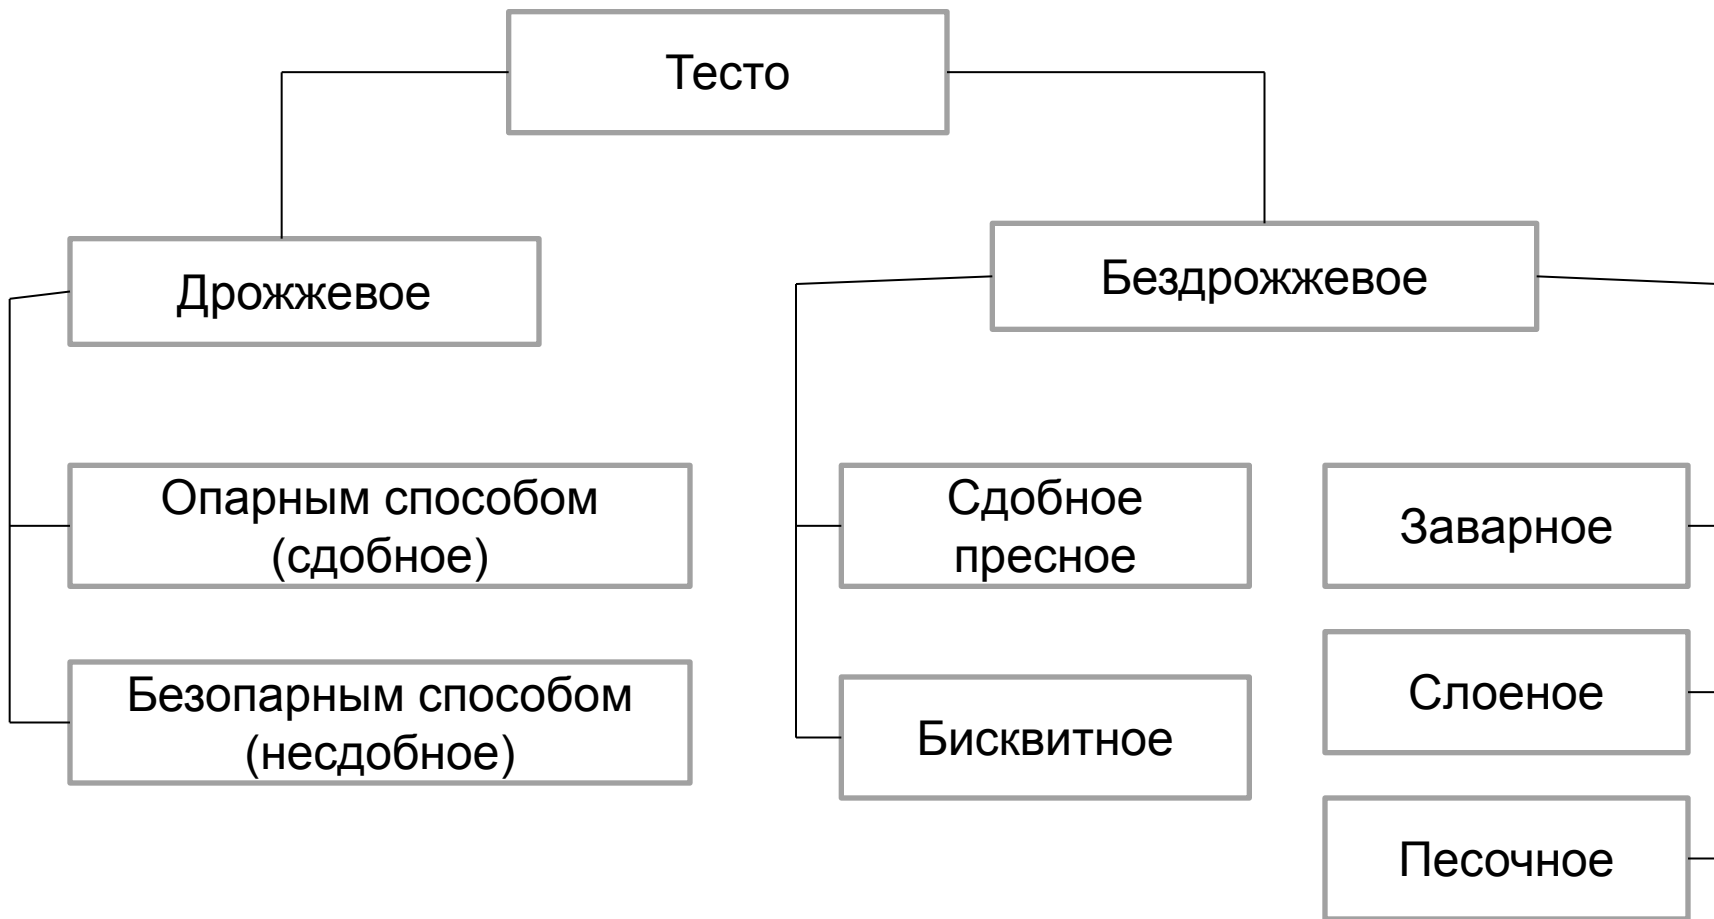 Тесто
Дрожжевое
Бездрожжевое
Опарным способом
(сдобное)
Безопарным способом
(несдобное)
Сдобное
пресное
Бисквитное
Заварное
Слоеное
Песочное